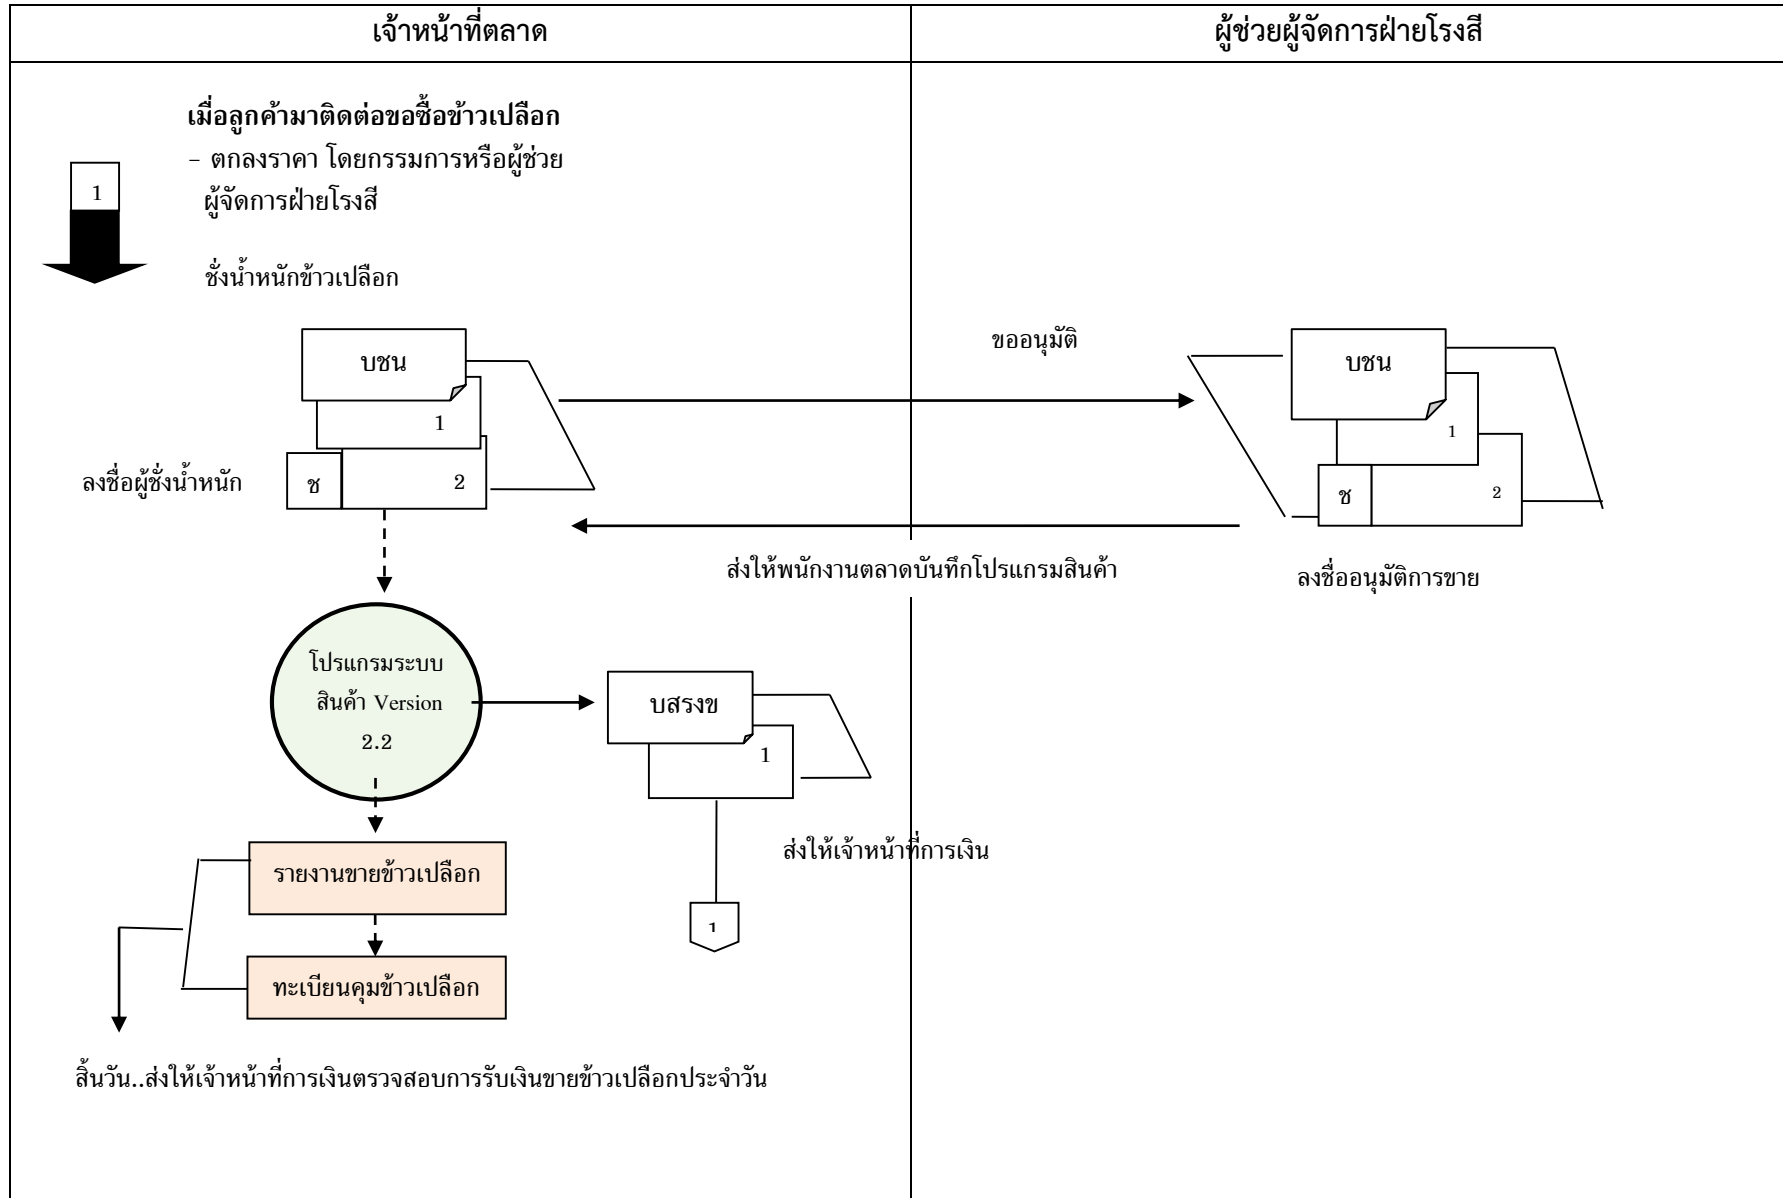 เจ้าหน้าที่ตลาด
ผู้ช่วยผู้จัดการฝ่ายโรงสี
เมื่อลูกค้ามาติดต่อขอซื้อข้าวเปลือก
- ตกลงราคา โดยกรรมการหรือผู้ช่วย
ผู้จัดการฝ่ายโรงสี
1
ชั่งน้ำหนักข้าวเปลือก
ขออนุมัติ
บชน
1
ช
2
ลงชื่อผู้ชั่งน้ำหนัก
บชน
1
ช
2
ส่งให้พนักงานตลาดบันทึกโปรแกรมสินค้า
ลงชื่ออนุมัติการขาย
โปรแกรมระบบ
สินค้า Version
2.2
บสรงข
1
ส่งให้เจ้าหน้าที่การเงิน
1
รายงานขายข้าวเปลือก
ทะเบียนคุมข้าวเปลือก
สิ้นวัน..ส่งให้เจ้าหน้าที่การเงินตรวจสอบการรับเงินขายข้าวเปลือกประจำวัน